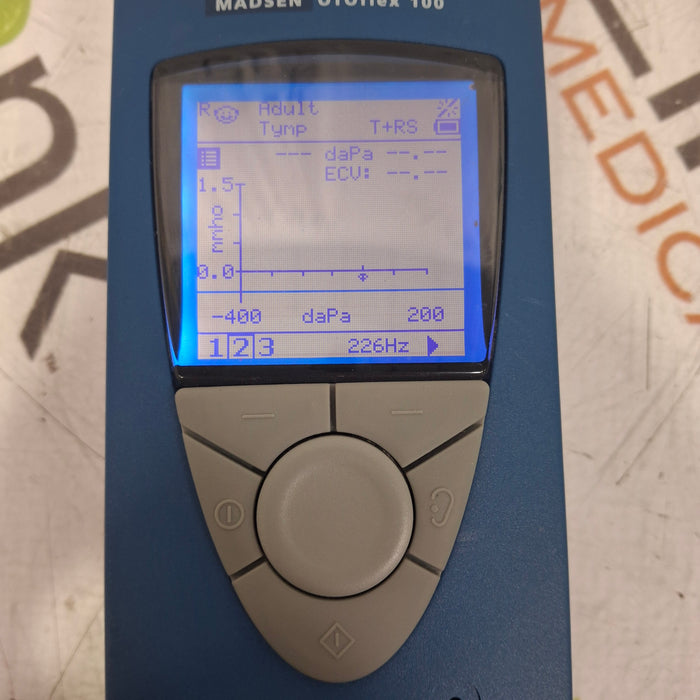 MADSEN OTOflex 100
R Adult
Tymp T+RS
--- daPa --.--
ECV: --.--
1.5
mmho
0.0
-400 daPa 200
1 2 3 226Hz
MEDICA